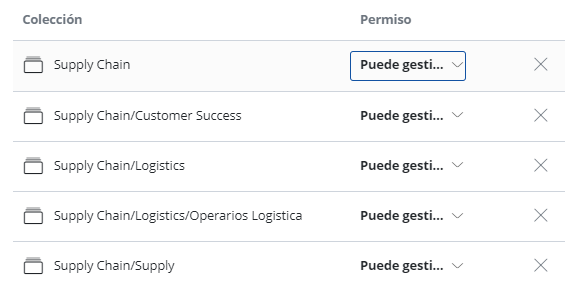 Colección Permiso
Supply Chain Puede gesti...
Supply Chain/Customer Success Puede gesti...
Supply Chain/Logistics Puede gesti...
Supply Chain/Logistics/Operarios Logistica Puede gesti...
Supply Chain/Supply Puede gesti...